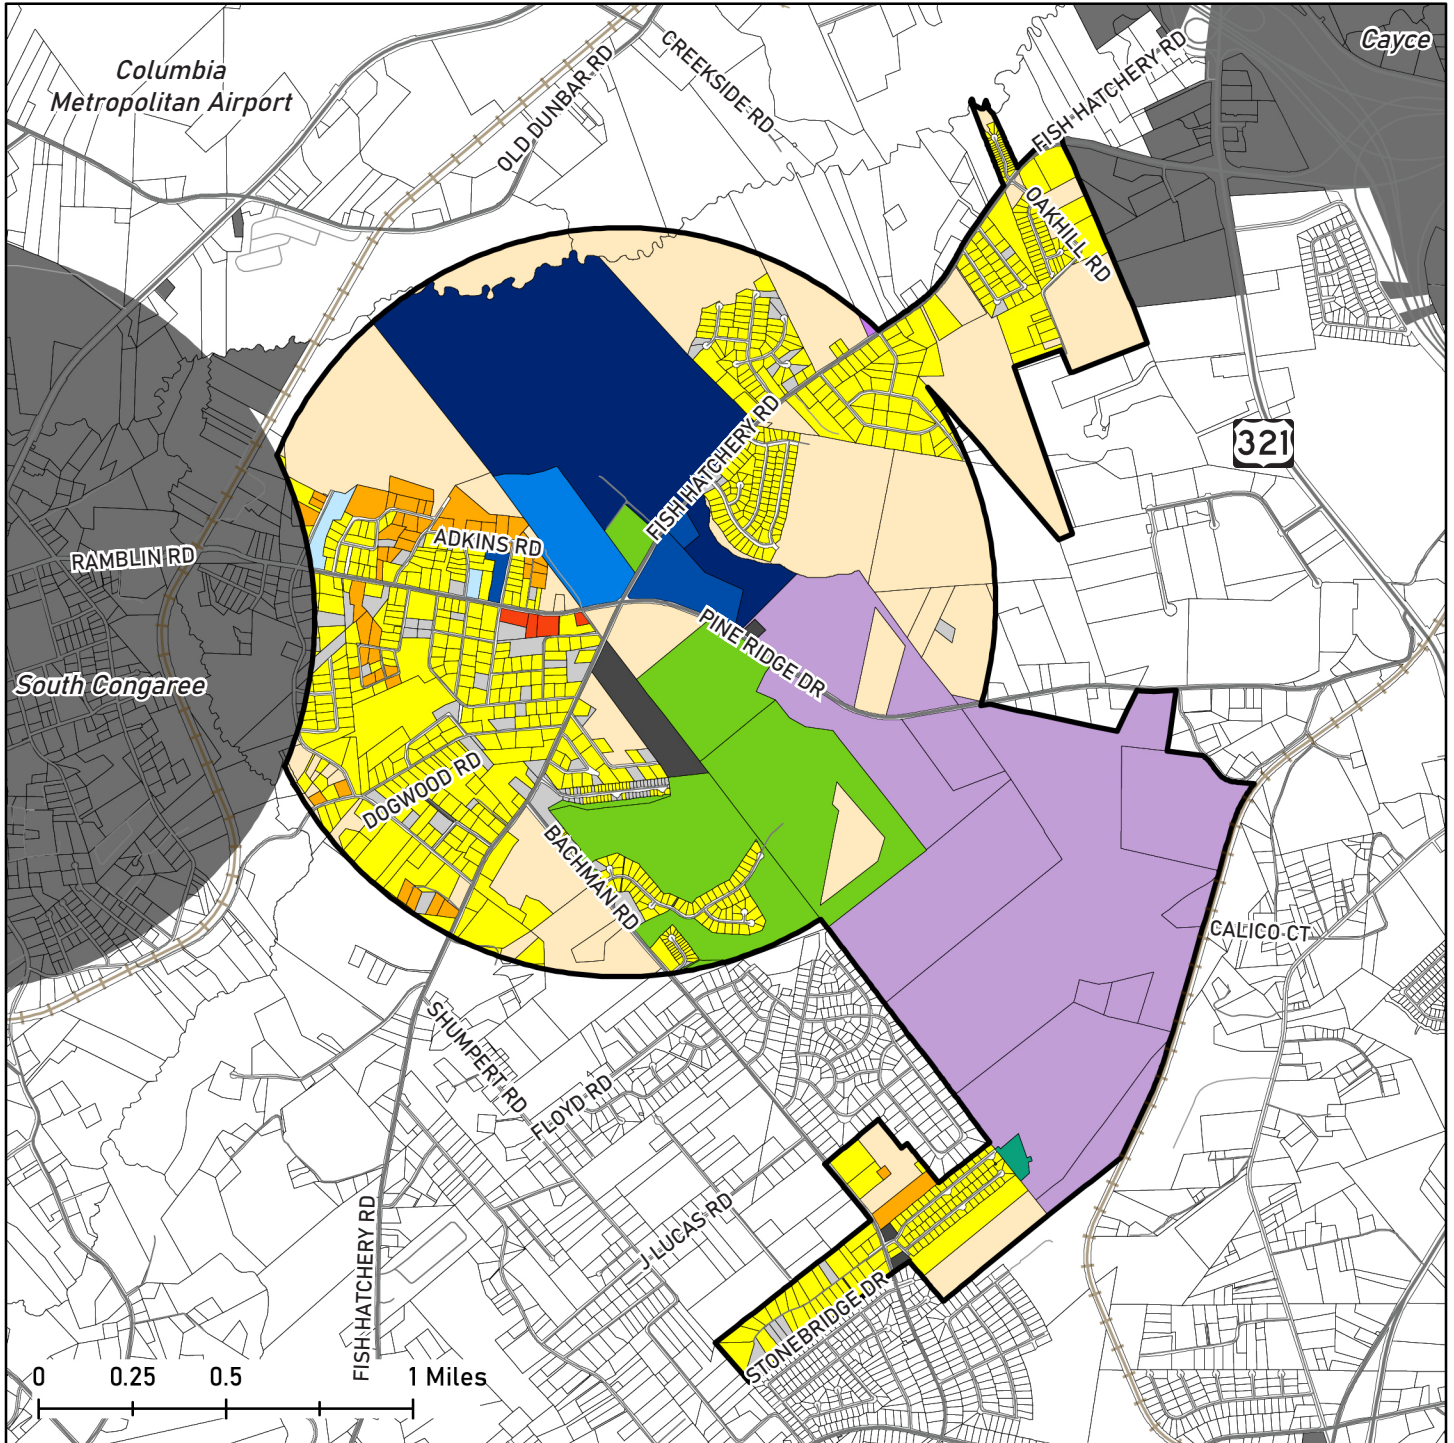 Cayce
Columbia
Metropolitan Airport
CREEKSIDE RD
FISH HATCHERY RD
OLD DUNBAR RD
OAKHILL RD
321
FISH HATCHERY RD
ADKINS RD
RAMBLIN RD
PINE RIDGE DR
South Congaree
DOGWOOD RD
BACHMAN RD
CALICO CT
SHUMPERT RD
FLOYD RD
J LUCAS RD
FISH HATCHERY RD
STONEBRIDGE DR
0 0.25 0.5 1 Miles